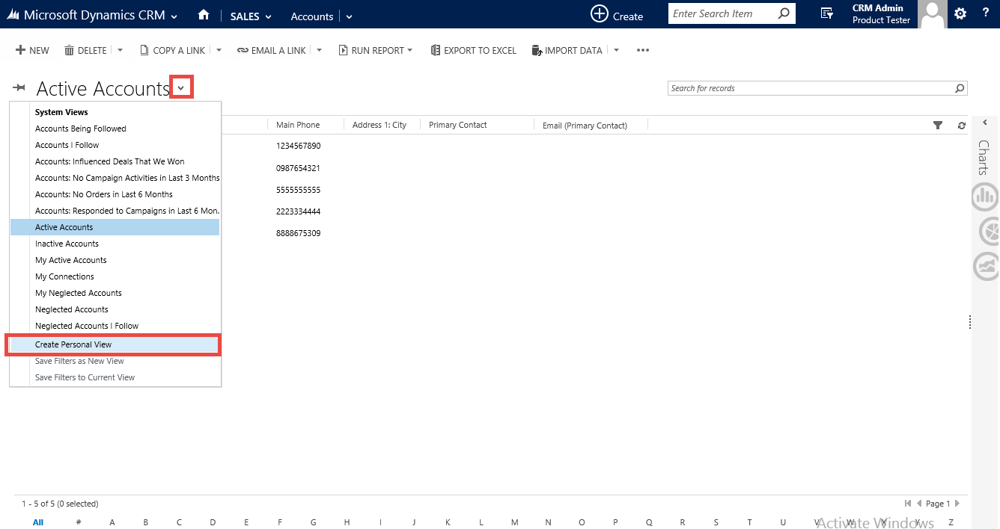 Microsoft Dynamics CRM SALES Accounts Create Enter Search Item CRM Admin ?
Product Tester
NEW DELETE COPY A LINK EMAIL A LINK RUN REPORT EXPORT TO EXCEL IMPORT DATA •••
Active Accounts Search for records
System Views
Main Phone Address 1: City Primary Contact Email (Primary Contact)
Accounts Being Followed
Accounts I Follow
Accounts: Influenced Deals That We Won
Accounts: No Campaign Activities in Last 3 Months
Accounts: No Orders in Last 6 Months
Accounts: Responded to Campaigns in Last 6 Mon.
Active Accounts
Inactive Accounts
My Active Accounts
My Connections
My Neglected Accounts
Neglected Accounts
Neglected Accounts I Follow
Create Personal View
Save Filters as New View
Save Filters to Current View
1234567890
0987654321
5555555555
2223334444
8888675309
Charts
1 - 5 of 5 (0 selected) Page 1
All # A B C D E F G H I J K L M N O P Q R S T U V W X Y Z
Activate Windows